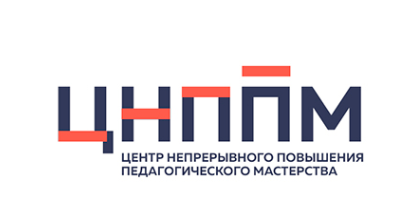 ЦНППМ
ЦЕНТР НЕПРЕРЫВНОГО ПОВЫШЕНИЯ
ПЕДАГОГИЧЕСКОГО МАСТЕРСТВА